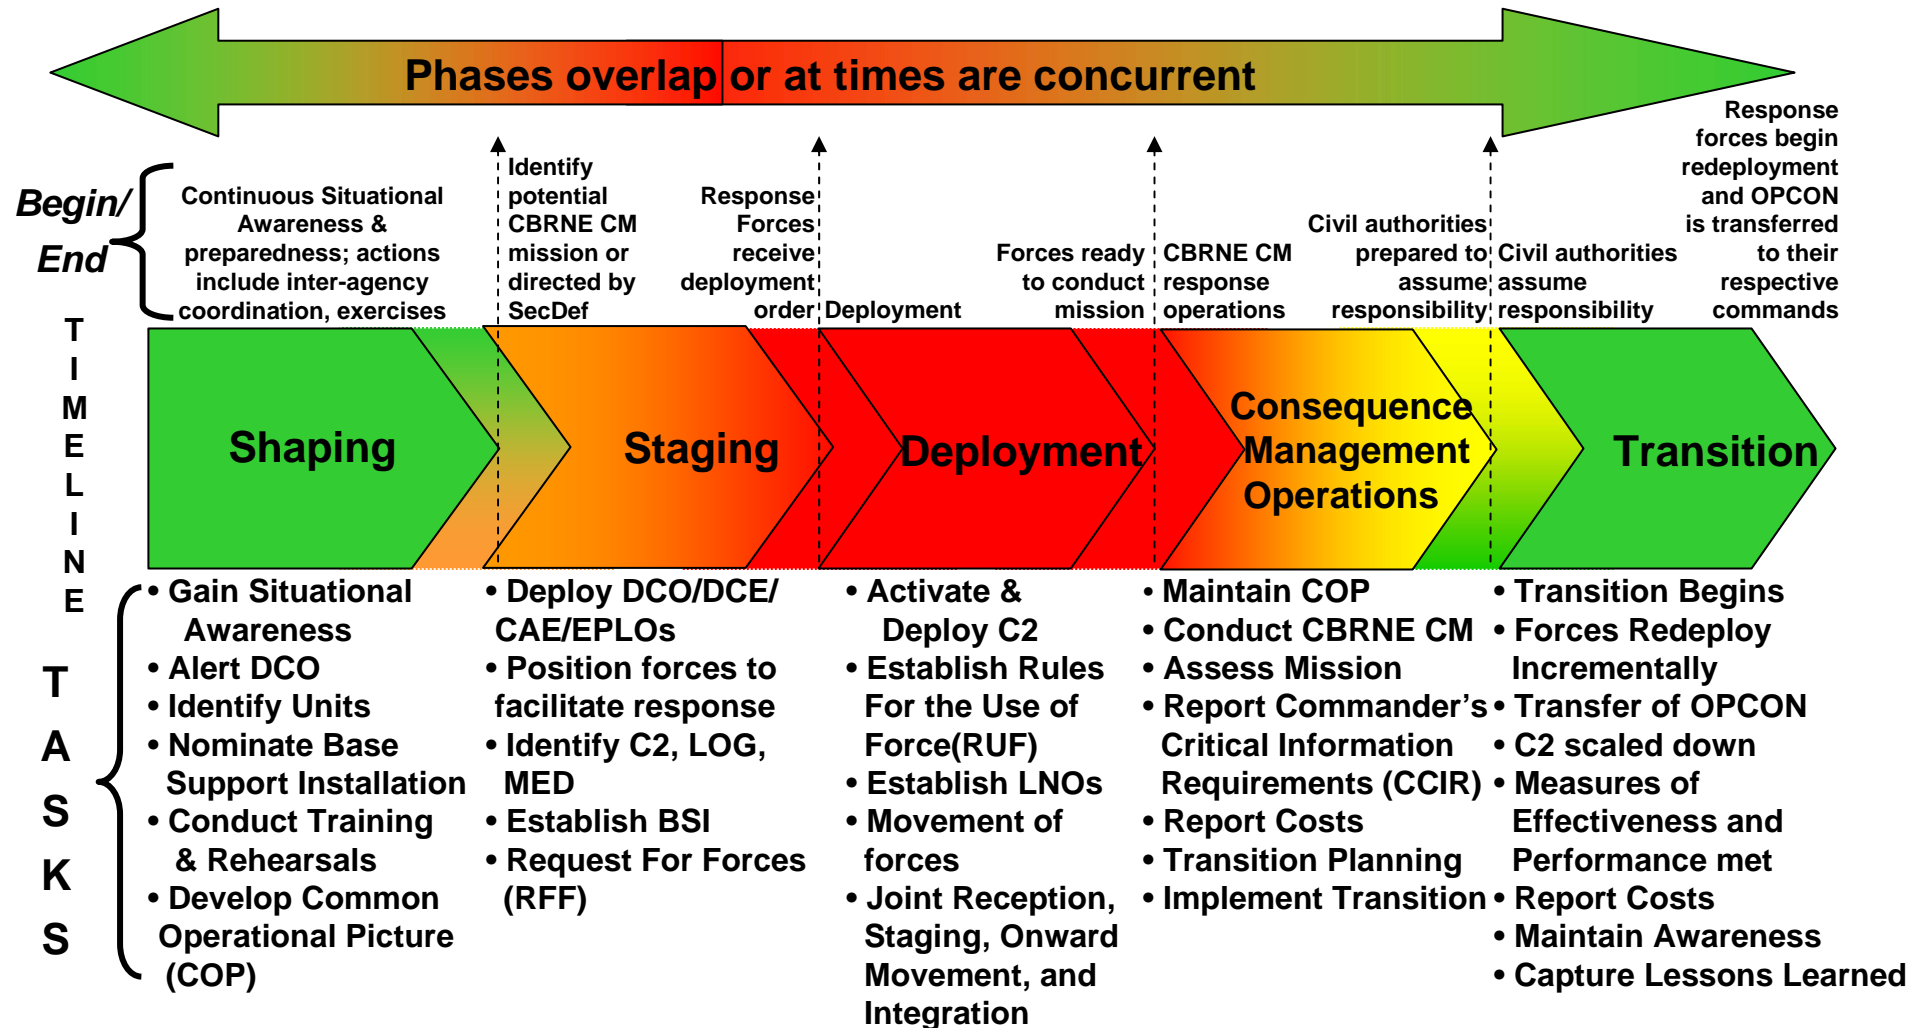 Phases overlap or at times are concurrent
Begin/
End
Continuous Situational
Awareness &
preparedness; actions
include inter-agency
coordination, exercises
Identify
potential
CBRNE CM
mission or
directed by
SecDef
Response
Forces
receive
deployment
order
Deployment
Forces ready
to conduct
mission
CBRNE CM
response
operations
Civil authorities
prepared to
assume
responsibility
Civil authorities
assume
responsibility
Response
forces begin
redeployment
and OPCON
is transferred
to their
respective
commands
T
I
M
E
L
I
N
E
Shaping
Staging
Deployment
Consequence
Management
Operations
Transition
T
A
S
K
S
• Gain Situational
Awareness
• Alert DCO
• Identify Units
• Nominate Base
Support Installation
• Conduct Training
& Rehearsals
• Develop Common
Operational Picture
(COP)
• Deploy DCO/DCE/
CAE/EPLOs
• Position forces to
facilitate response
• Identify C2, LOG,
MED
• Establish BSI
• Request For Forces
(RFF)
• Activate &
Deploy C2
• Establish Rules
For the Use of
Force(RUF)
• Establish LNOs
• Movement of
forces
• Joint Reception,
Staging, Onward
Movement, and
Integration
• Maintain COP
• Conduct CBRNE CM
• Assess Mission
• Report Commander's
Critical Information
Requirements (CCIR)
• Report Costs
• Transition Planning
• Implement Transition
• Transition Begins
• Forces Redeploy
Incrementally
• Transfer of OPCON
• C2 scaled down
• Measures of
Effectiveness and
Performance met
• Report Costs
• Maintain Awareness
• Capture Lessons Learned